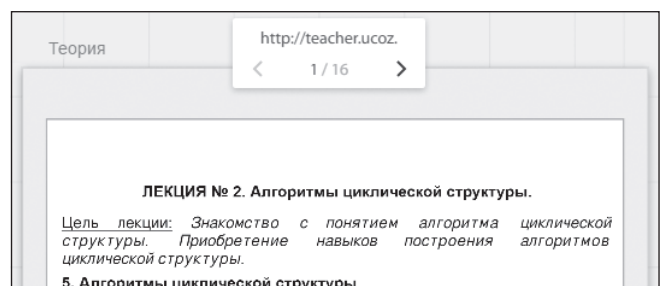 Теория
http://teacher.ucoz.
1 / 16
ЛЕКЦИЯ № 2. Алгоритмы циклической структуры.
Цель лекции: Знакомство с понятием алгоритма циклической
структуры. Приобретение навыков построения алгоритмов
циклической структуры.
5. Алгоритмы циклической структуры